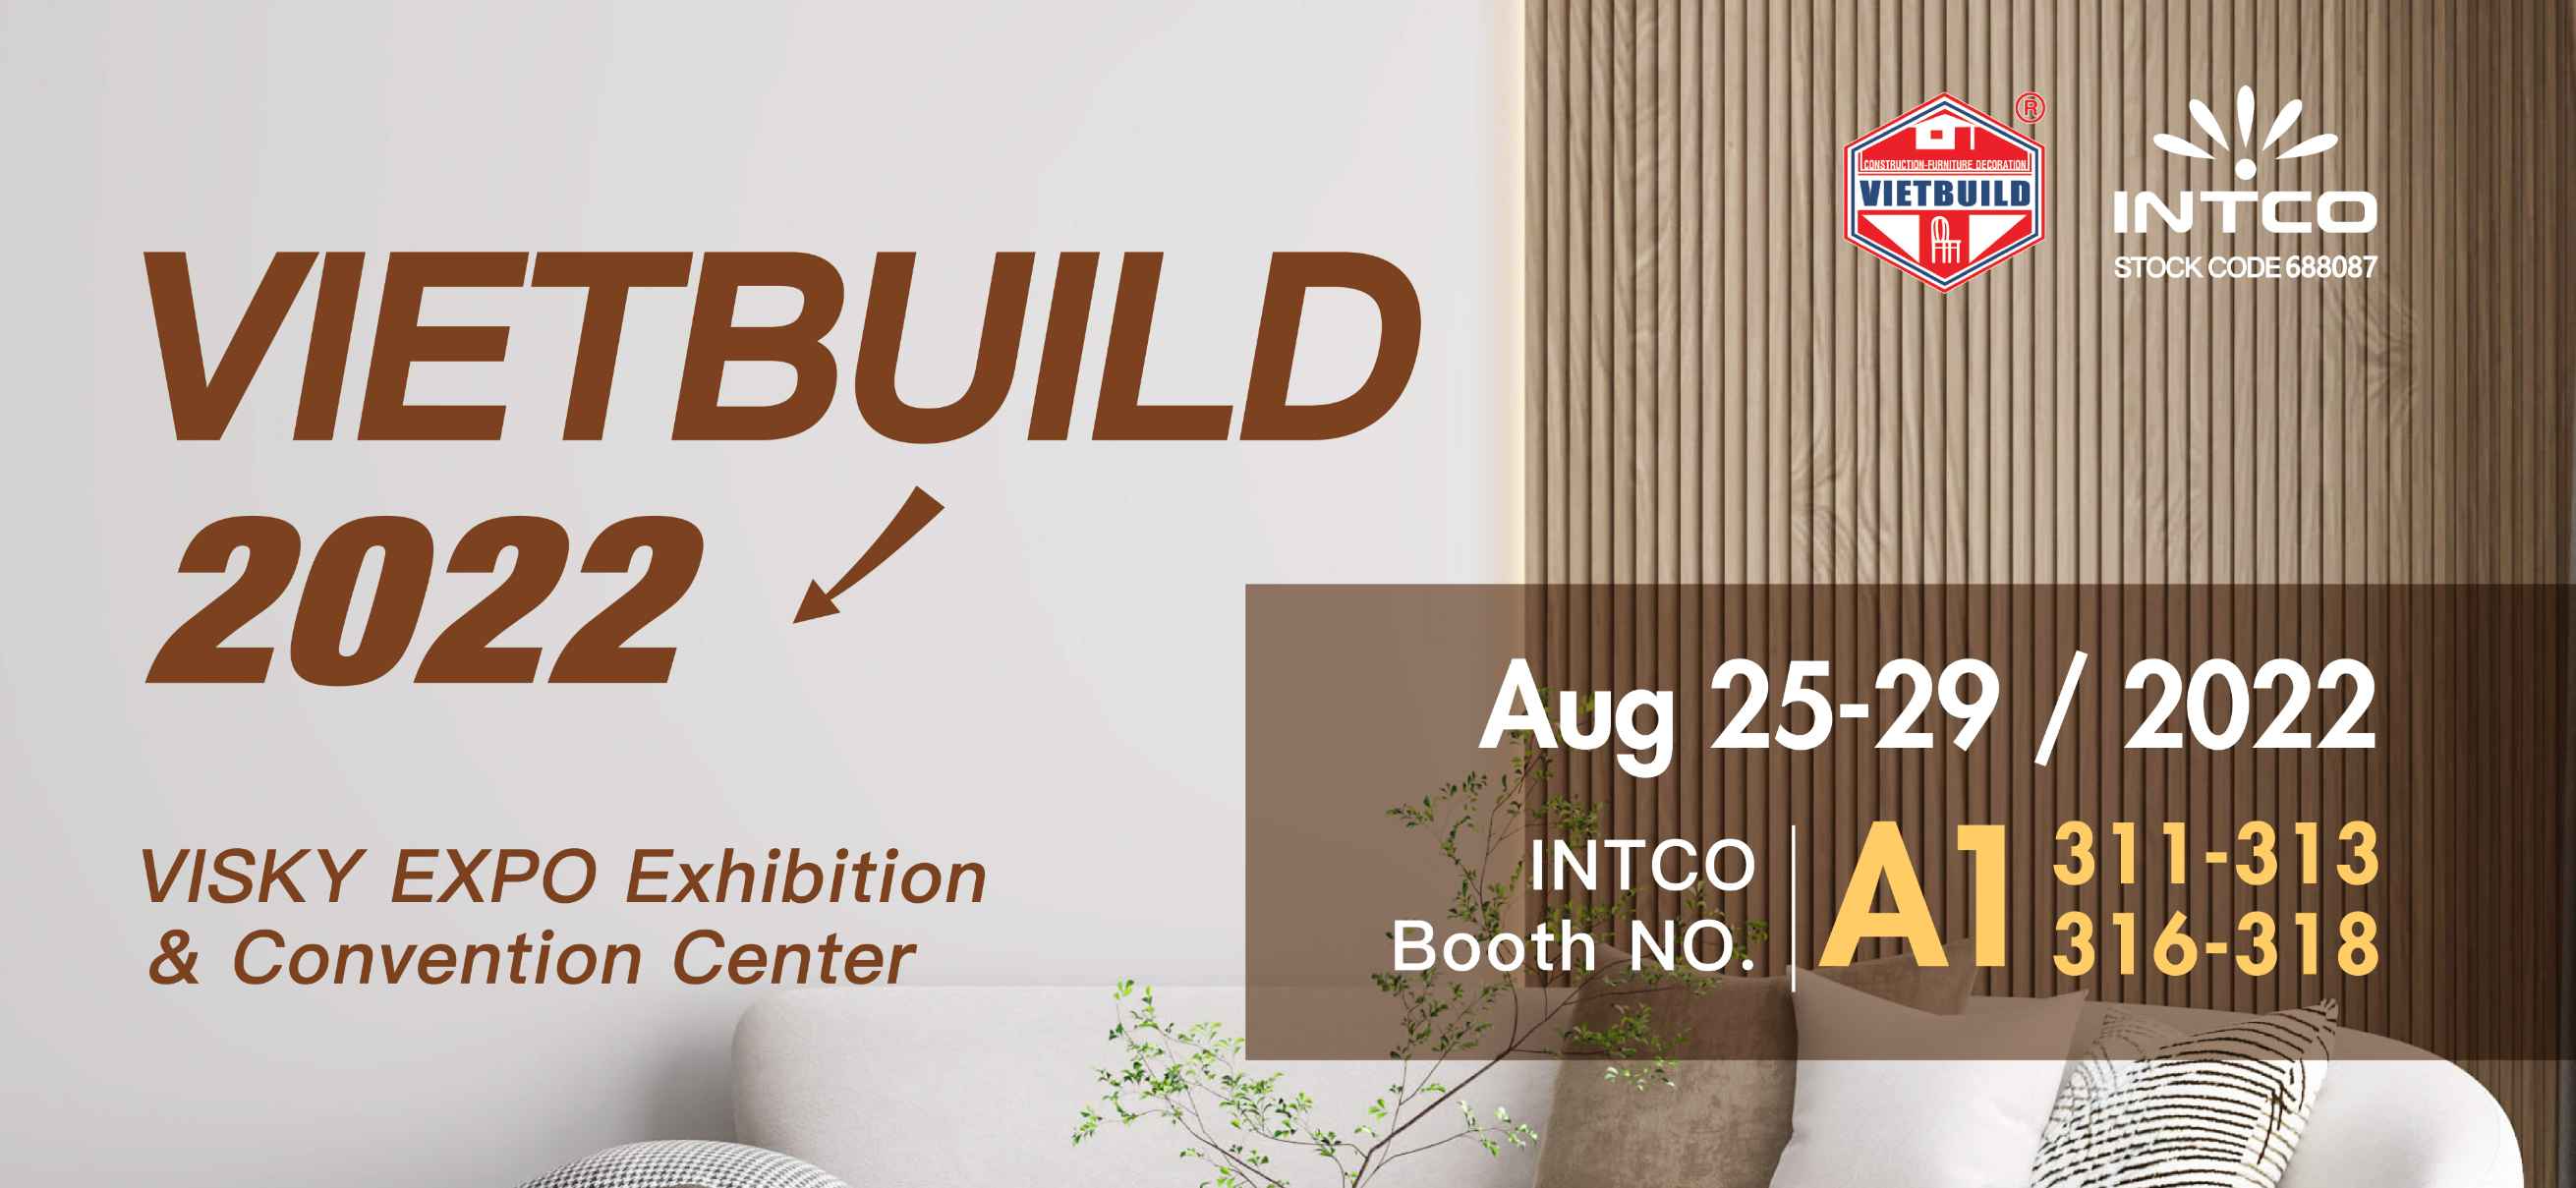 CONSTRUCTION-FURNITURE DECORATION
VIETBUILD
®
INTCO
STOCK CODE 688087
VIETBUILD
2022
VISKY EXPO Exhibition
& Convention Center
Aug 25-29 / 2022
INTCO
Booth NO.
A1
311-313
316-318